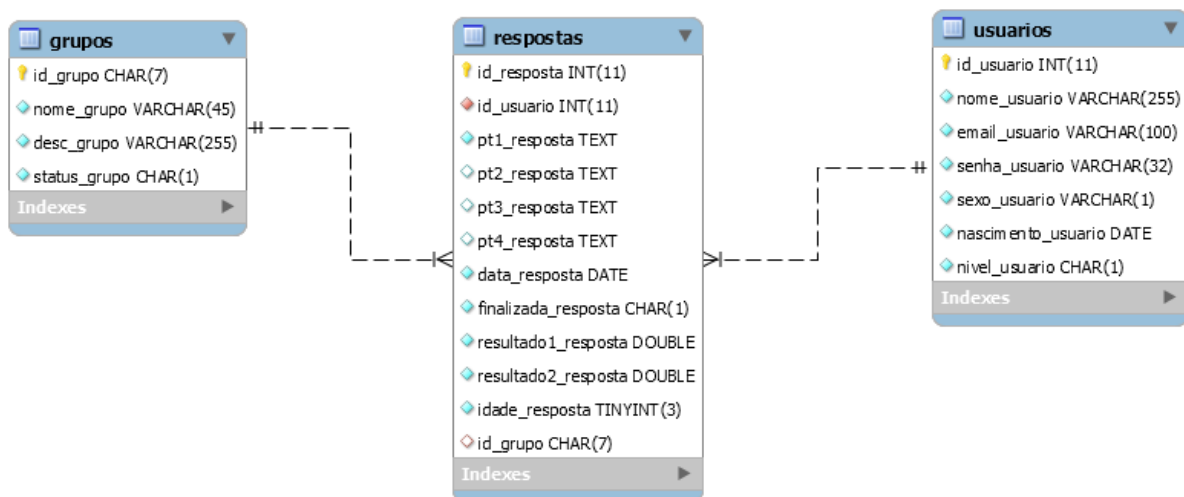 grupos
id_grupo CHAR(7)
nome_grupo VARCHAR(45)
desc_grupo VARCHAR(255)
status_grupo CHAR(1)
Indexes
respostas
id_resposta INT(11)
id_usuario INT(11)
pt1_resposta TEXT
pt2_resposta TEXT
pt3_resposta TEXT
pt4_resposta TEXT
data_resposta DATE
finalizada_resposta CHAR(1)
resultado1_resposta DOUBLE
resultado2_resposta DOUBLE
idade_resposta TINYINT(3)
id_grupo CHAR(7)
Indexes
usuarios
id_usuario INT(11)
nome_usuario VARCHAR(255)
email_usuario VARCHAR(100)
senha_usuario VARCHAR(32)
sexo_usuario VARCHAR(1)
nascimento_usuario DATE
nivel_usuario CHAR(1)
Indexes